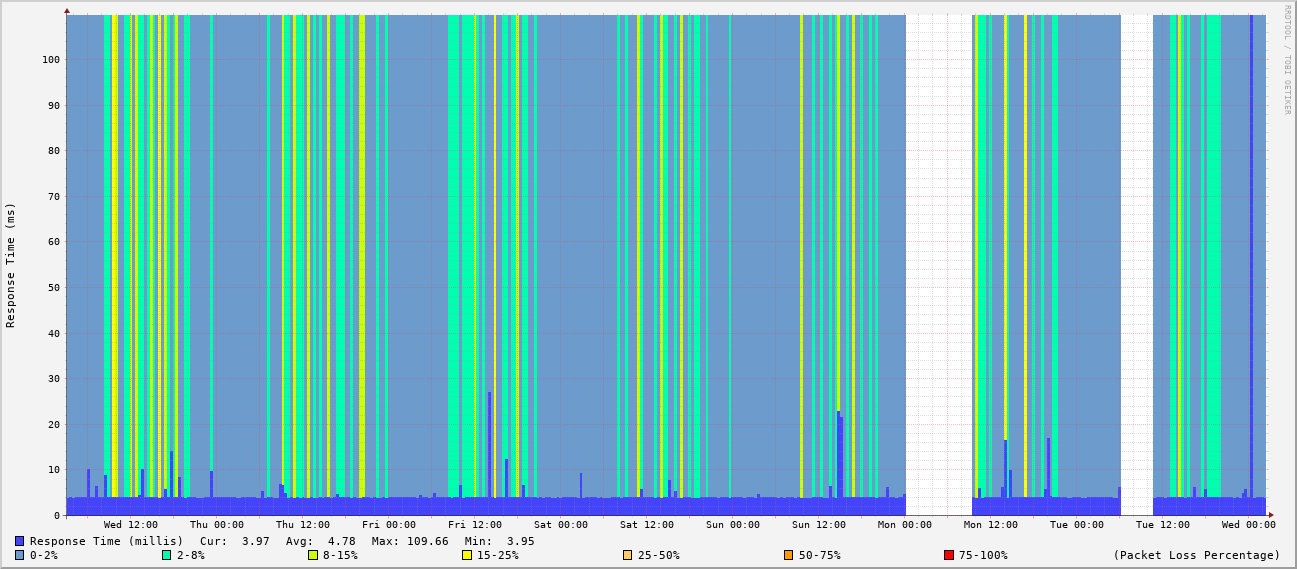 RRDTOOL / TOBI OETIKER
Response Time (ms)
100
90
80
70
60
50
40
30
20
10
0
Wed 12:00 Thu 00:00 Thu 12:00 Fri 00:00 Fri 12:00 Sat 00:00 Sat 12:00 Sun 00:00 Sun 12:00 Mon 00:00 Mon 12:00 Tue 00:00 Tue 12:00 Wed 00:00
Response Time (millis) Cur: 3.97 Avg: 4.78 Max: 109.66 Min: 3.95
0-2% 2-8% 8-15% 15-25% 25-50% 50-75% 75-100% (Packet Loss Percentage)